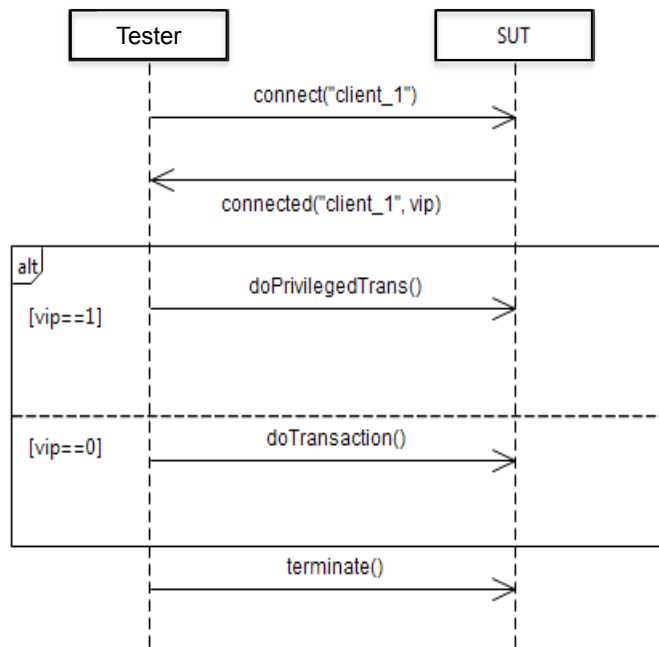 Tester
SUT
connect("client_1")
connected("client_1", vip)
alt
doPrivilegedTrans()
[vip==1]
doTransaction()
[vip==0]
terminate()